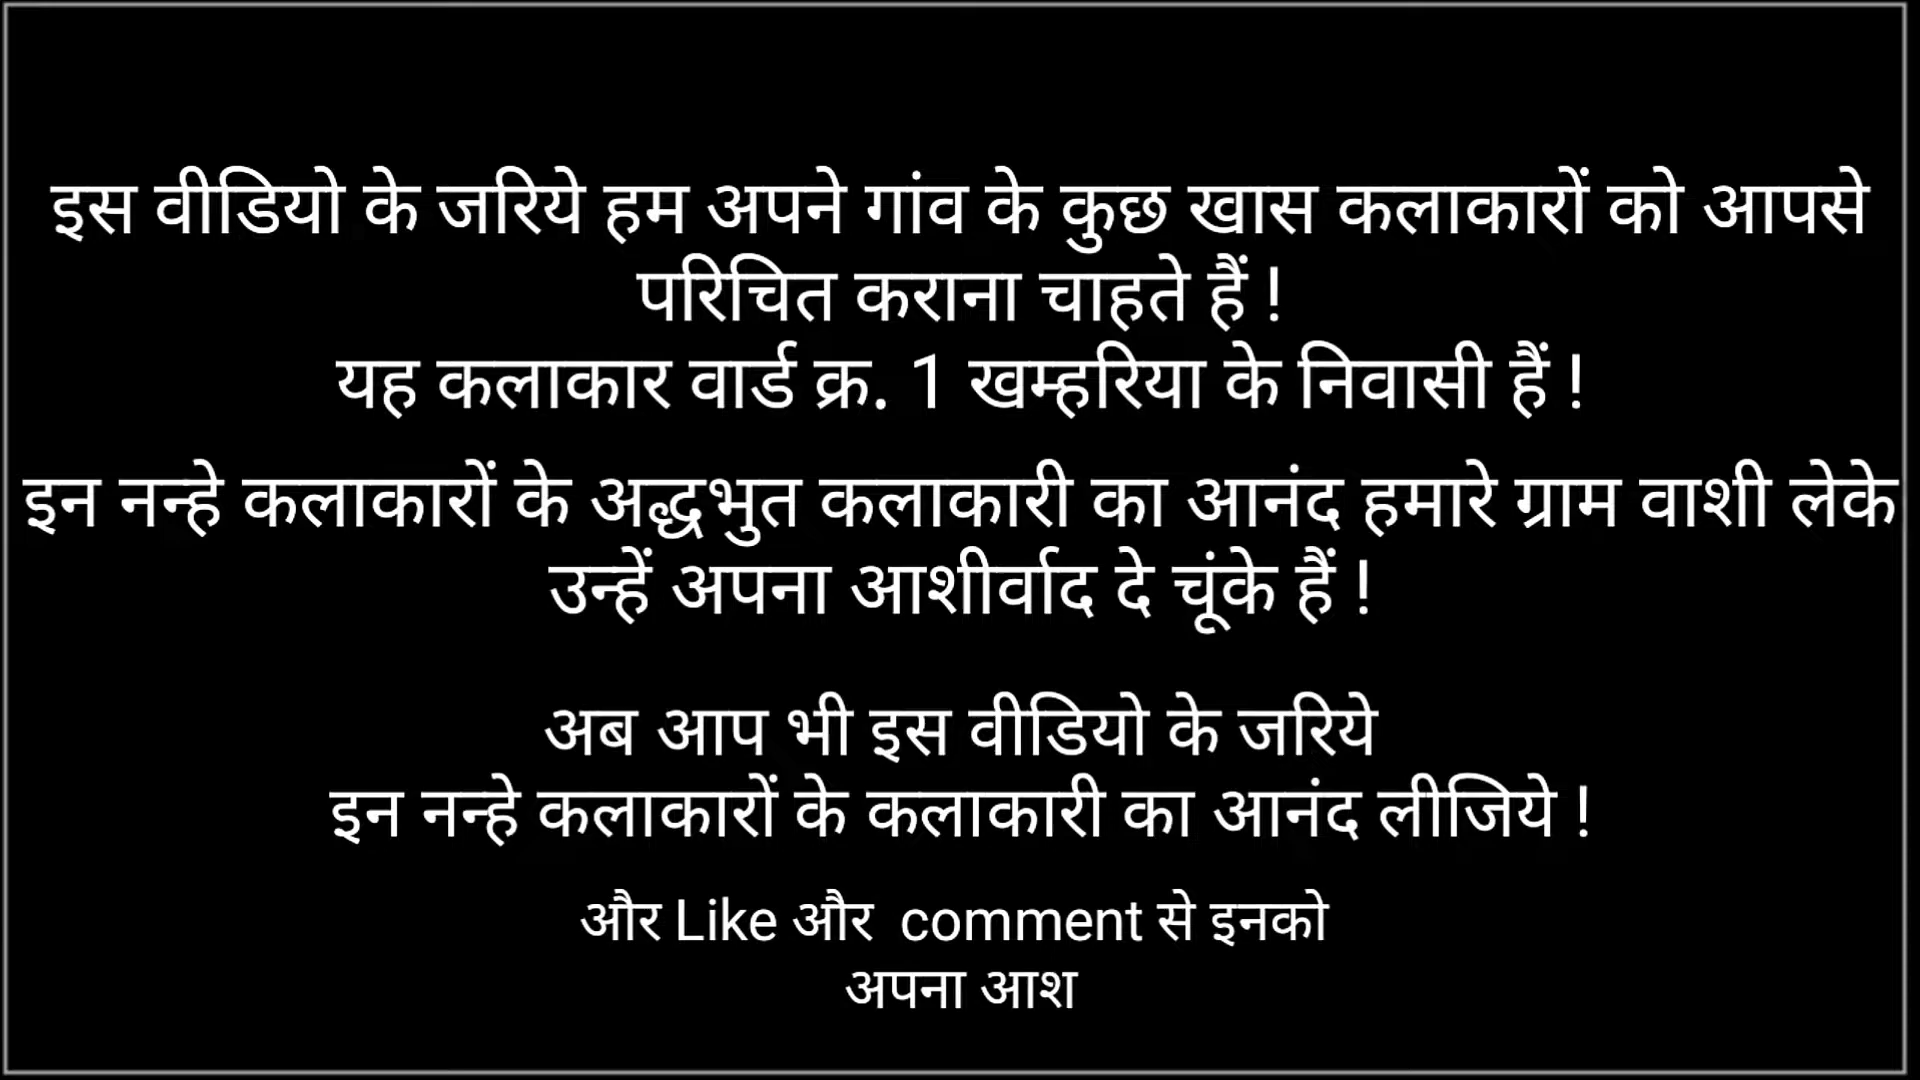 इस वीडियो के जरिये हम अपने गांव के कुछ खास कलाकारों को आपसे
परिचित कराना चाहते हैं !
यह कलाकार वार्ड क्र. 1 खम्हरिया के निवासी हैं !
इन नन्हे कलाकारों के अद्धभुत कलाकारी का आनंद हमारे ग्राम वाशी लेके
उन्हें अपना आशीर्वाद दे चूंके हैं !
अब आप भी इस वीडियो के जरिये
इन नन्हे कलाकारों के कलाकारी का आनंद लीजिये !
और Like और  comment से इनको
अपना आश